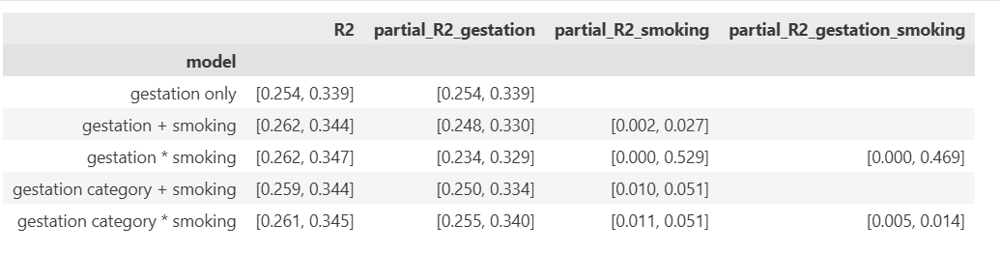 R2 partial_R2_gestation partial_R2_smoking partial_R2_gestation_smoking
model
gestation only [0.254, 0.339] [0.254, 0.339]
gestation + smoking [0.262, 0.344] [0.248, 0.330] [0.002, 0.027]
gestation * smoking [0.262, 0.347] [0.234, 0.329] [0.000, 0.529] [0.000, 0.469]
gestation category + smoking [0.259, 0.344] [0.250, 0.334] [0.010, 0.051]
gestation category * smoking [0.261, 0.345] [0.255, 0.340] [0.011, 0.051] [0.005, 0.014]